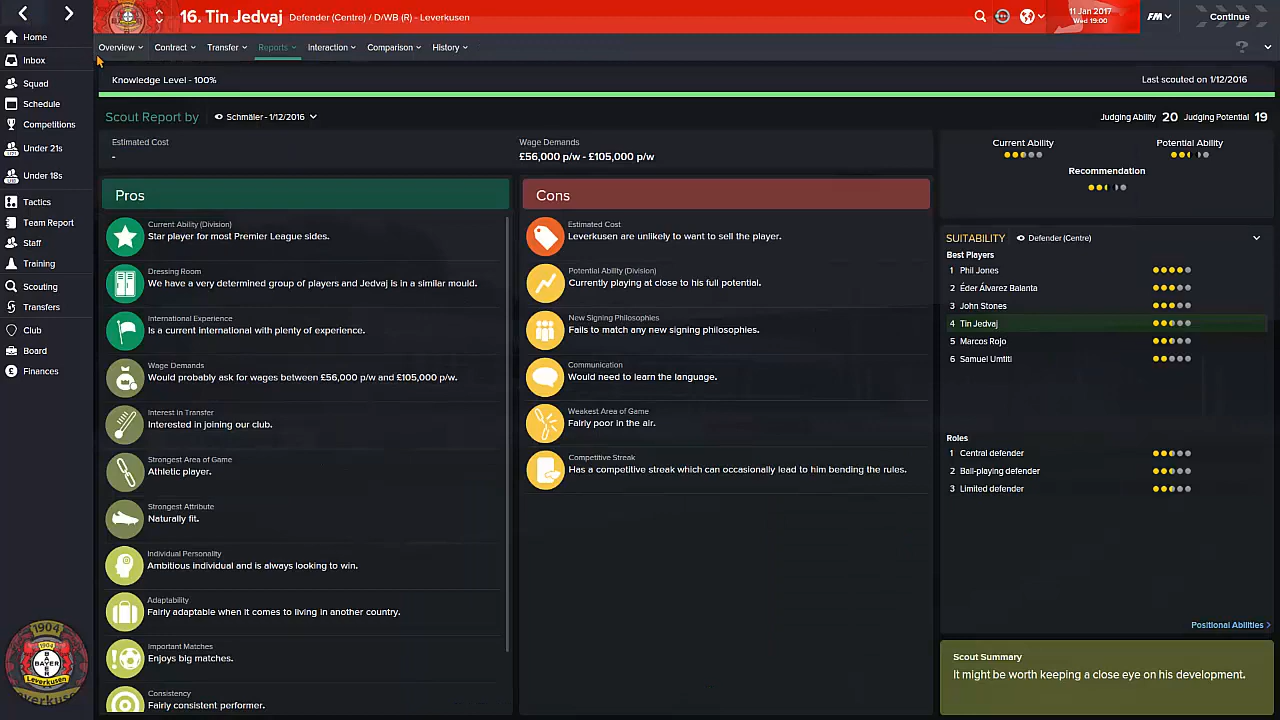 16. Tin Jedvaj Defender (Centre) / D/WB (R) - Leverkusen
11 Jan 2017
Wed 19:00
FM
Continue
Home
Inbox
Squad
Schedule
Competitions
Under 21s
Under 18s
Tactics
Team Report
Staff
Training
Scouting
Transfers
Club
Board
Finances
Overview Contract Transfer Reports Interaction Comparison History
Knowledge Level - 100%
Last scouted on 1/12/2016
Scout Report by Schmäler - 1/12/2016
Judging Ability 20 Judging Potential 19
Estimated Cost
-
Wage Demands
£56,000 p/w - £105,000 p/w
Current Ability
Potential Ability
Recommendation
Pros
Current Ability (Division)
Star player for most Premier League sides.
Dressing Room
We have a very determined group of players and Jedvaj is in a similar mould.
International Experience
Is a current international with plenty of experience.
Wage Demands
Would probably ask for wages between £56,000 p/w and £105,000 p/w.
Interest in Transfer
Interested in joining our club.
Strongest Area of Game
Athletic player.
Strongest Attribute
Naturally fit.
Individual Personality
Ambitious individual and is always looking to win.
Adaptability
Fairly adaptable when it comes to living in another country.
Important Matches
Enjoys big matches.
Consistency
Fairly consistent performer.
Cons
Estimated Cost
Leverkusen are unlikely to want to sell the player.
Potential Ability (Division)
Currently playing at close to his full potential.
New Signing Philosophies
Fails to match any new signing philosophies.
Communication
Would need to learn the language.
Weakest Area of Game
Fairly poor in the air.
Competitive Streak
Has a competitive streak which can occasionally lead to him bending the rules.
SUITABILITY Defender (Centre)
Best Players
1 Phil Jones
2 Éder Álvarez Balanta
3 John Stones
4 Tin Jedvaj
5 Marcos Rojo
6 Samuel Umtiti
Roles
1 Central defender
2 Ball-playing defender
3 Limited defender
Positional Abilities >
Scout Summary
It might be worth keeping a close eye on his development.
1904
1904
BAYER
Leverkusen